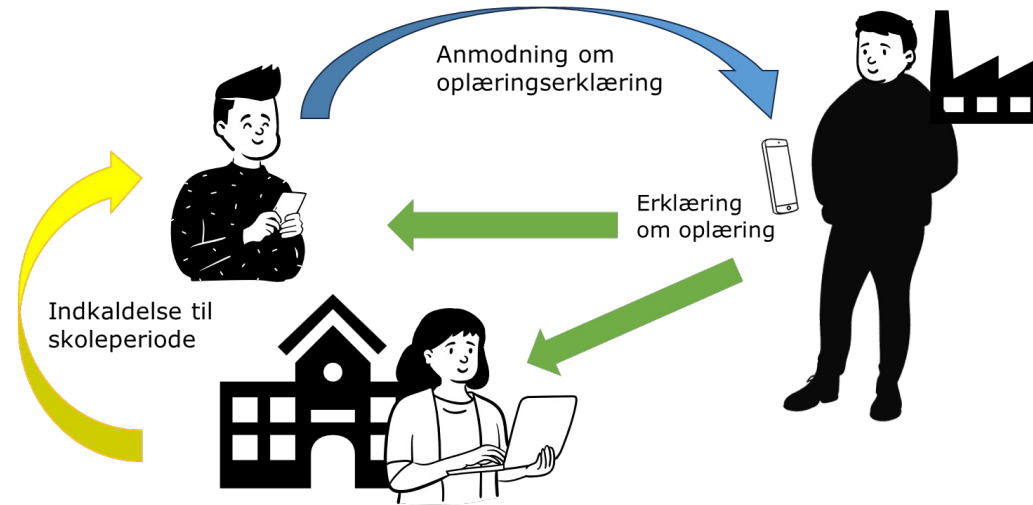 Anmodning om
oplæringserklæring
Erklæring
om oplæring
Indkaldelse til
skoleperiode